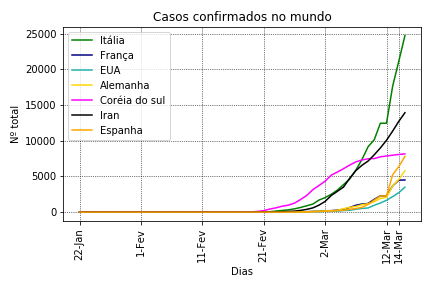 Casos confirmados no mundo
Nº total
25000
20000
15000
10000
5000
0
Itália
França
EUA
Alemanha
Coréia do sul
Iran
Espanha
22-Jan
1-Fev
11-Fev
21-Fev
2-Mar
12-Mar
14-Mar
Dias